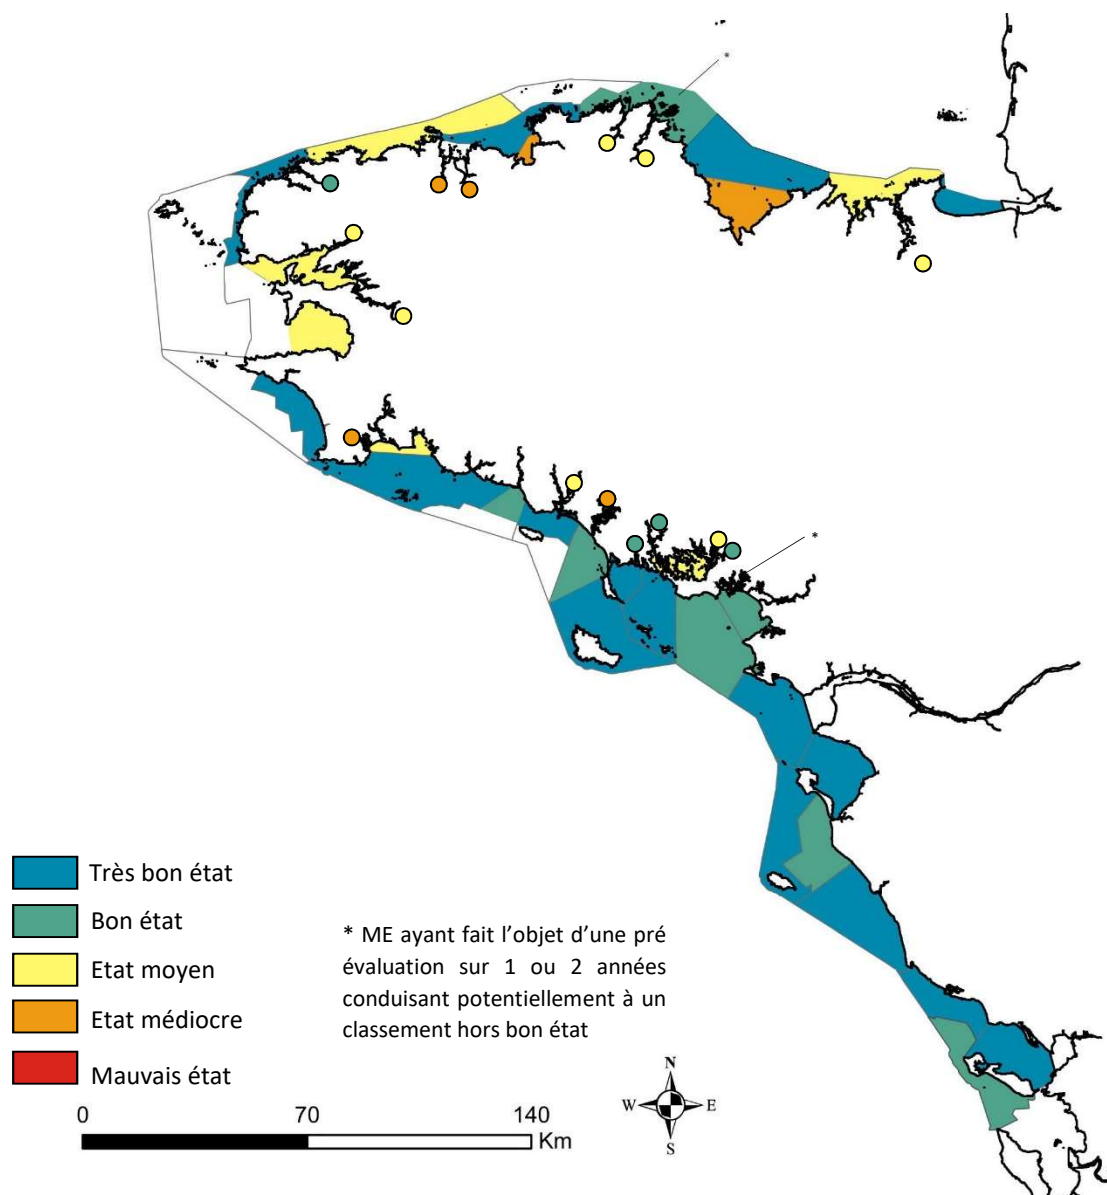 *
*
Très bon état
Bon état
Etat moyen
Etat médiocre
Mauvais état
* ME ayant fait l’objet d’une pré
évaluation sur 1 ou 2 années
conduisant potentiellement à un
classement hors bon état
N
W E
S
0 70 140
Km